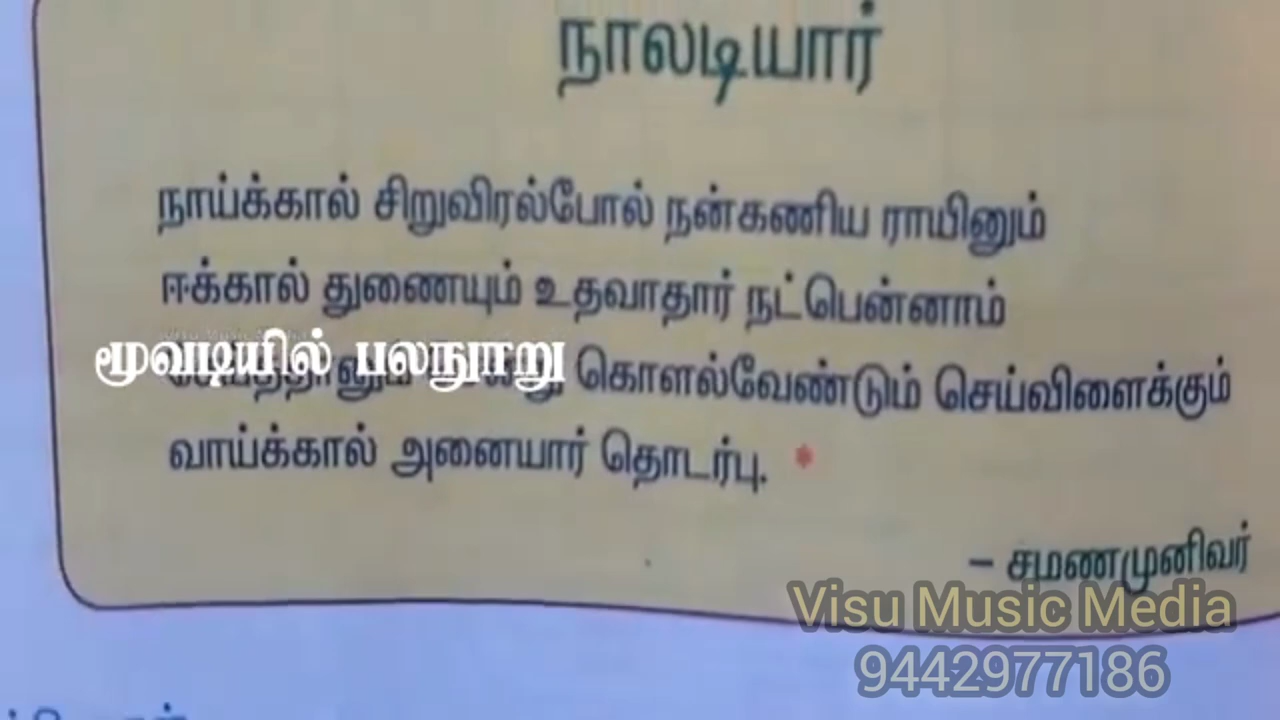 நாலடியார்
நாய்க்கால் சிறுவிரல்போல் நன்கணிய ராயினும்
ஈக்கால் துணையும் உதவாதார் நட்பென்னாம்
மூவடியில் பலநூறு
கொளல்வேண்டும் செய்விளைக்கும்
வாய்க்கால் அனையார் தொடர்பு. *
– சமணமுனிவர்
Visu Music Media
9442977186